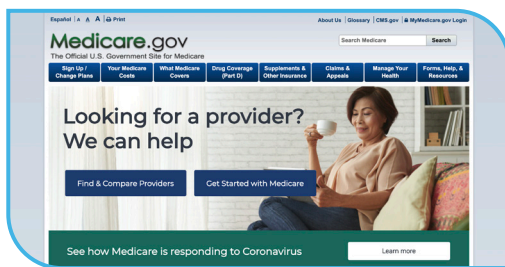 Español | A A A | Print
About Us | Glossary | CMS.gov | MyMedicare.gov Login
Medicare.gov
The Official U.S. Government Site for Medicare
Search Medicare
Search
Sign Up / Change Plans
Your Medicare Costs
What Medicare Covers
Drug Coverage (Part D)
Supplements & Other Insurance
Claims & Appeals
Manage Your Health
Forms, Help, & Resources
Looking for a provider?
We can help
Find & Compare Providers
Get Started with Medicare
See how Medicare is responding to Coronavirus
Learn more